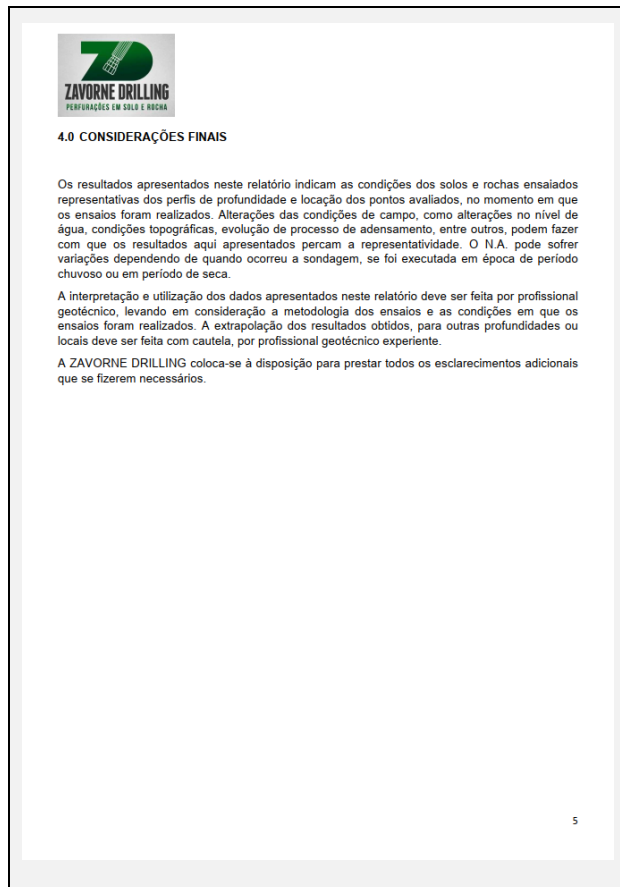 ZD
ZAVORNE DRILLING
PERFURAÇÕES EM SOLO E ROCHA
4.0 CONSIDERAÇÕES FINAIS
Os resultados apresentados neste relatório indicam as condições dos solos e rochas ensaiados
representativas dos perfis de profundidade e locação dos pontos avaliados, no momento em que
os ensaios foram realizados. Alterações das condições de campo, como alterações no nível de
água, condições topográficas, evolução de processo de adensamento, entre outros, podem fazer
com que os resultados aqui apresentados percam a representatividade. O N.A. pode sofrer
variações dependendo de quando ocorreu a sondagem, se foi executada em época de período
chuvoso ou em período de seca.
A interpretação e utilização dos dados apresentados neste relatório deve ser feita por profissional
geotécnico, levando em consideração a metodologia dos ensaios e as condições em que os
ensaios foram realizados. A extrapolação dos resultados obtidos, para outras profundidades ou
locais deve ser feita com cautela, por profissional geotécnico experiente.
A ZAVORNE DRILLING coloca-se à disposição para prestar todos os esclarecimentos adicionais
que se fizerem necessários.
5